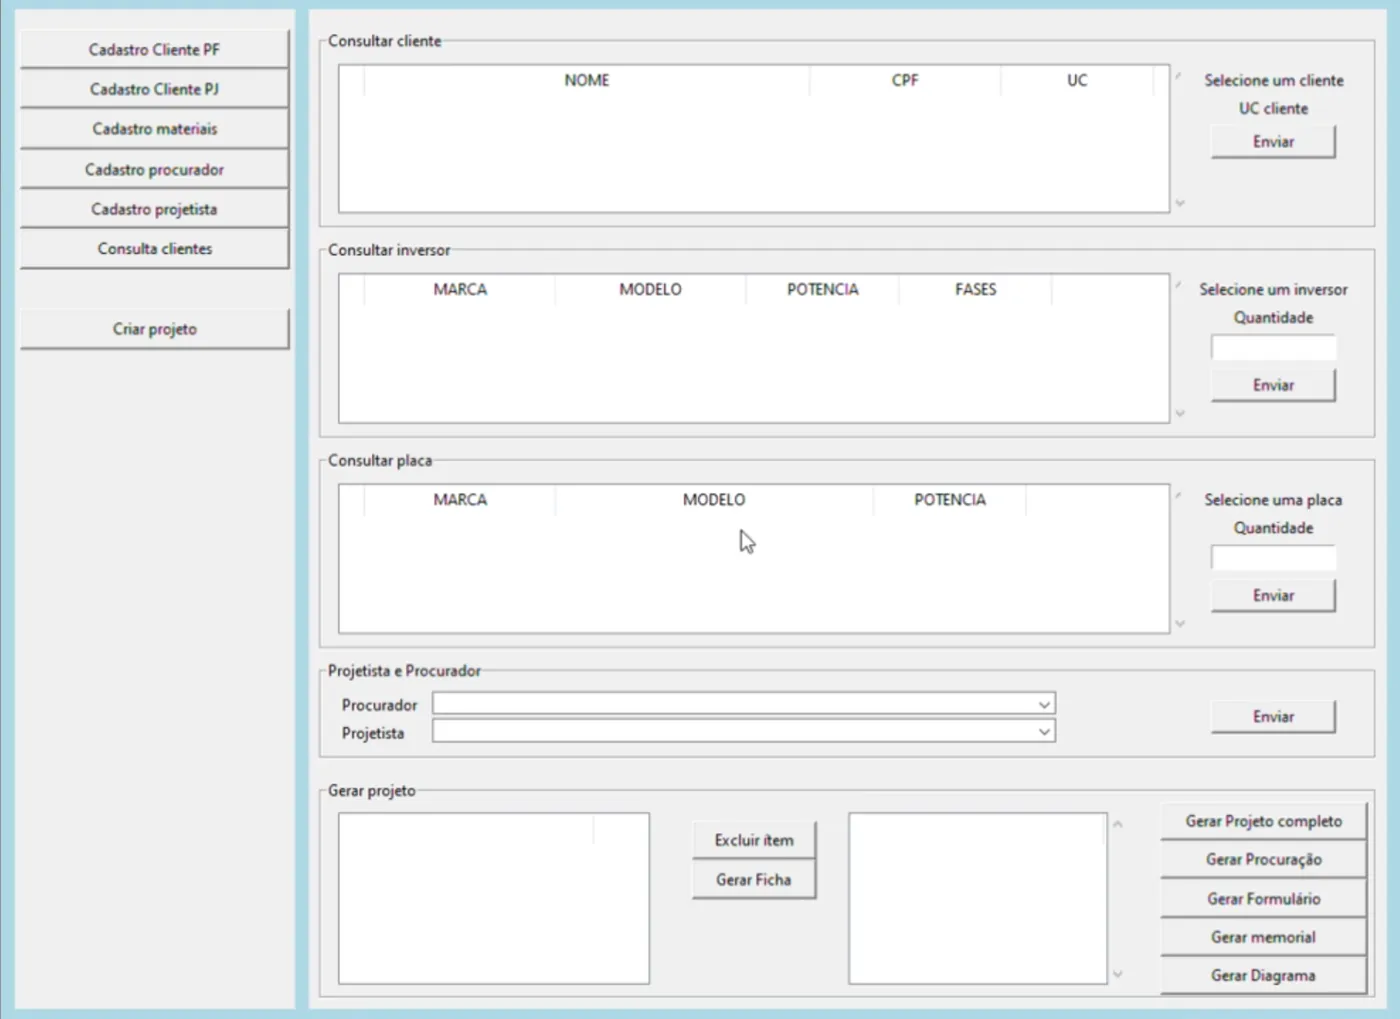 Cadastro Cliente PF
Cadastro Cliente PJ
Cadastro materiais
Cadastro procurador
Cadastro projetista
Consulta clientes
Criar projeto
Consultar cliente
NOME CPF UC
Selecione um cliente
UC cliente
Enviar
Consultar inversor
MARCA MODELO POTENCIA FASES
Selecione um inversor
Quantidade
Enviar
Consultar placa
MARCA MODELO POTENCIA
Selecione uma placa
Quantidade
Enviar
Projetista e Procurador
Procurador
Projetista
Enviar
Gerar projeto
Excluir ítem
Gerar Ficha
Gerar Projeto completo
Gerar Procuração
Gerar Formulário
Gerar memorial
Gerar Diagrama